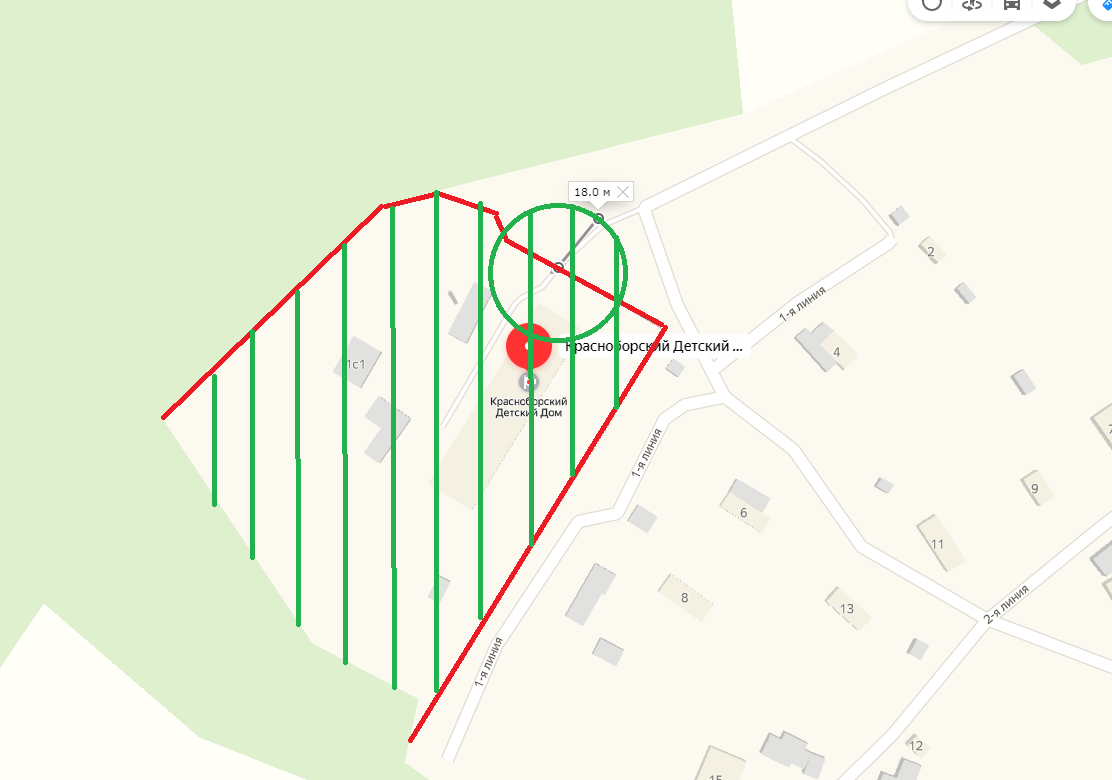 18.0 м
2
1-я линия
Красноборский Детский ...
4
1с1
Красноборский
Детский Дом
1-я линия
9
6
11
8
2-я линия
13
1-я линия
12
15